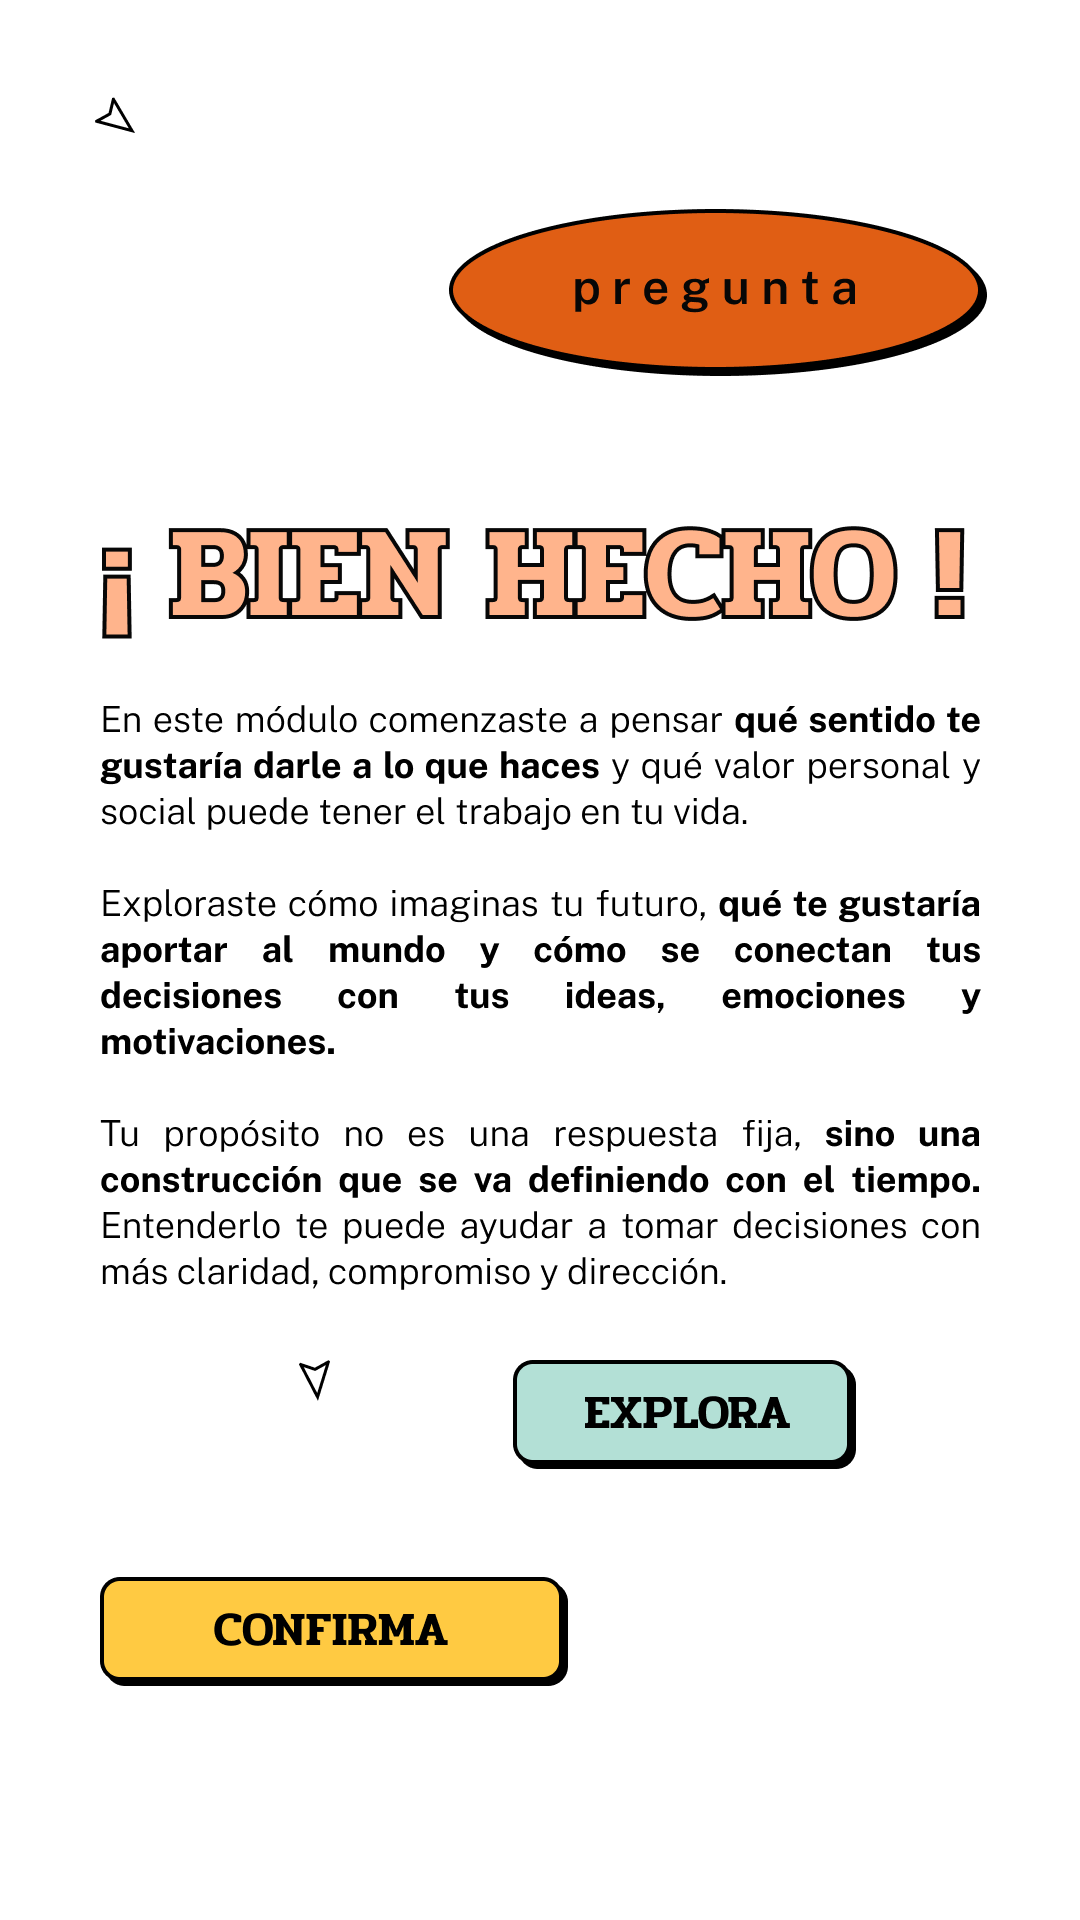 pregunta
¡ BIEN HECHO !
En este módulo comenzaste a pensar qué sentido te
gustaría darle a lo que haces y qué valor personal y
social puede tener el trabajo en tu vida.
Exploraste cómo imaginas tu futuro, qué te gustaría
aportar al mundo y cómo se conectan tus
decisiones con tus ideas, emociones y
motivaciones.
Tu propósito no es una respuesta fija, sino una
construcción que se va definiendo con el tiempo.
Entenderlo te puede ayudar a tomar decisiones con
más claridad, compromiso y dirección.
EXPLORA
CONFIRMA